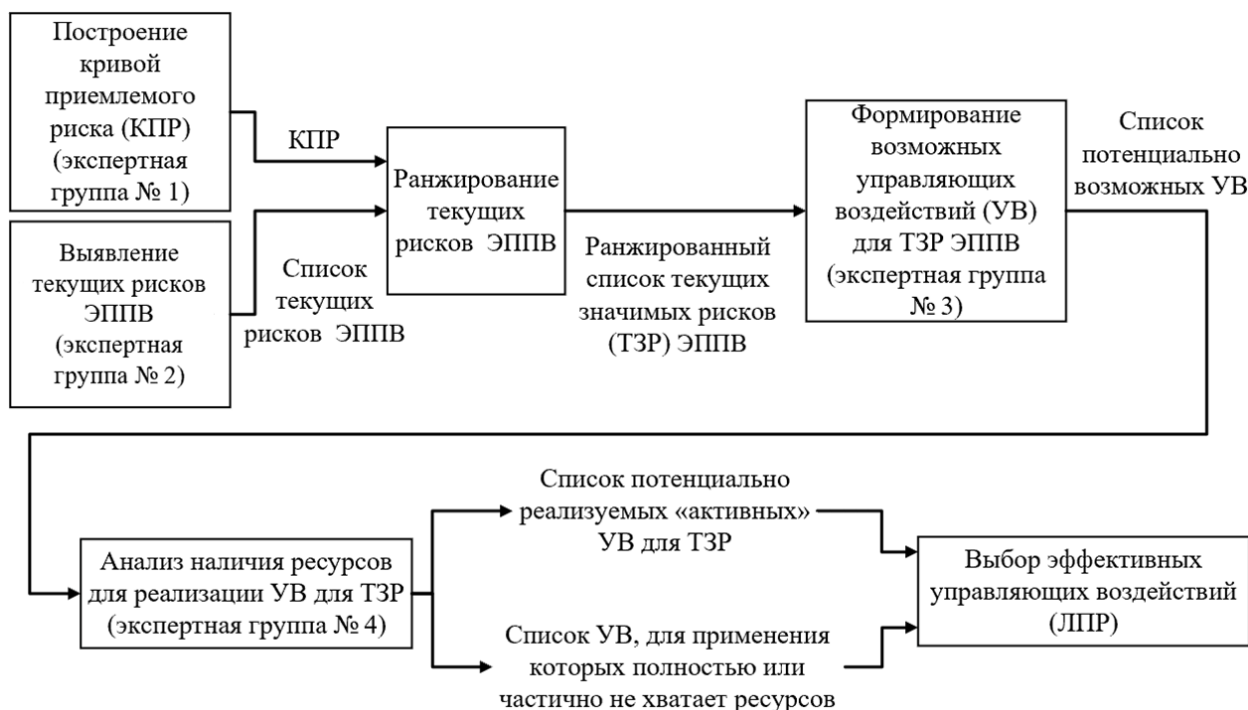 Построение
кривой
приемлемого
риска (КПР)
(экспертная
группа № 1)
Выявление
текущих рисков
ЭППВ
(экспертная
группа № 2)
КПР
Список
текущих
рисков ЭППВ
Ранжирование
текущих
рисков ЭППВ
Ранжированный
список текущих
значимых рисков
(ТЗР) ЭППВ
Формирование
возможных
управляющих
воздействий (УВ)
для ТЗР ЭППВ
(экспертная группа
№ 3)
Список
потенциально
возможных УВ
Анализ наличия ресурсов
для реализации УВ для ТЗР
(экспертная группа № 4)
Список потенциально
реализуемых «активных»
УВ для ТЗР
Список УВ, для применения
которых полностью или
частично не хватает ресурсов
Выбор эффективных
управляющих воздействий
(ЛПР)